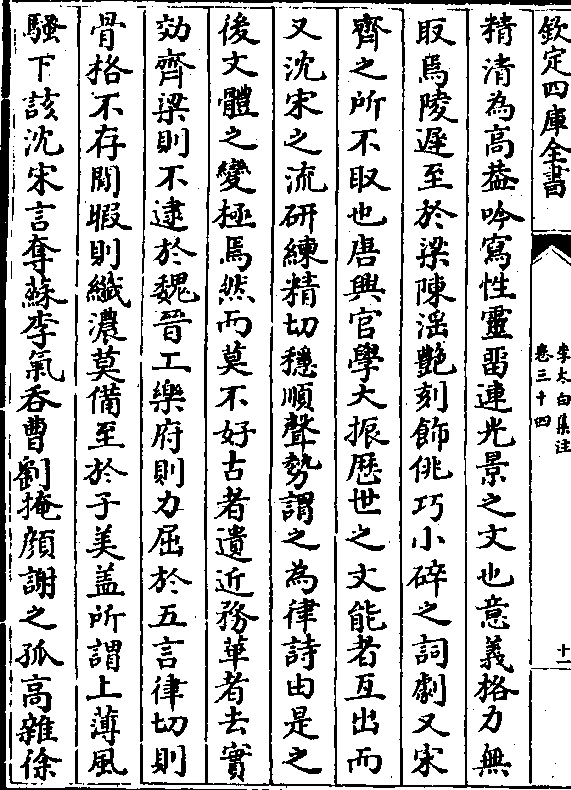 欽定四庫全書
李太白集注
卷三十四
十一
精清為高葢吟寫性靈畱連光景之文也意義格力無
取焉陵遲至於梁陳滛艶刻飾佻巧小碎之詞劇又宋
齊之所不取也唐興官學大振歴世之文能者互出而
又沈宋之流研練精切穩順聲勢謂之為律詩由是之
後文體之變極焉然而莫不好古者遺近務華者去實
効齊梁則不逮於魏晉工樂府則力屈於五言律切則
骨格不存閒暇則纎濃莫備至於子美盖所謂上薄風
騷下該沈宋言奪蘇李氣吞曹劉掩顔謝之孤高雜徐